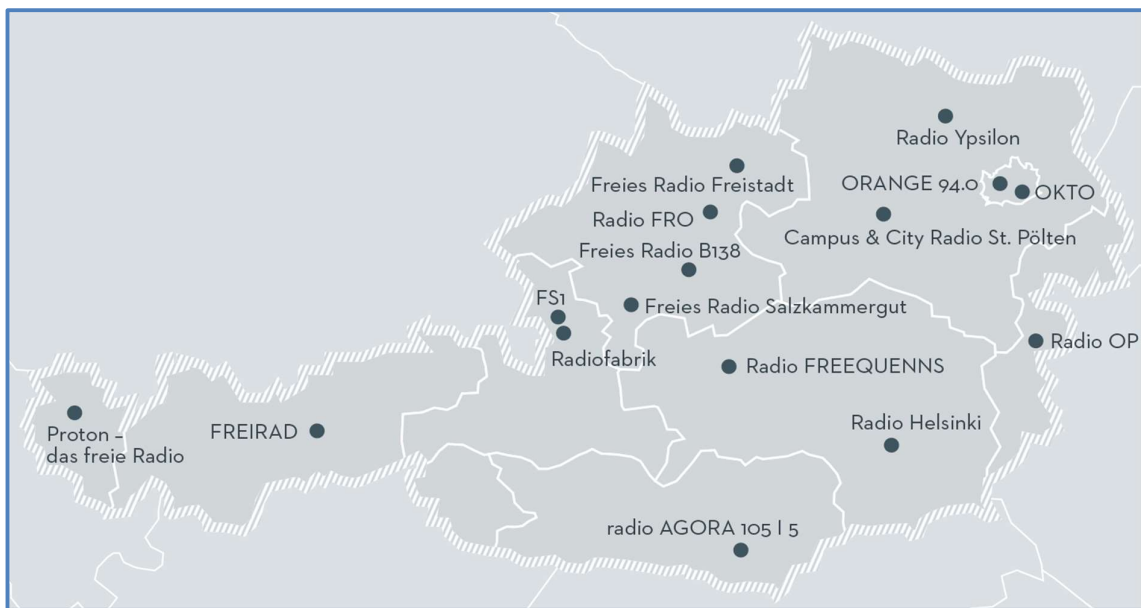 Radio Ypsilon
Freies Radio Freistadt
ORANGE 94.0
OKTO
Radio FRO
Campus & City Radio St. Pölten
Freies Radio B138
FS1
Freies Radio Salzkammergut
Radio OP
Radiofabrik
Radio FREEQUENNS
Radio Helsinki
FREIRAD
Proton –
das freie Radio
radio AGORA 105 I 5